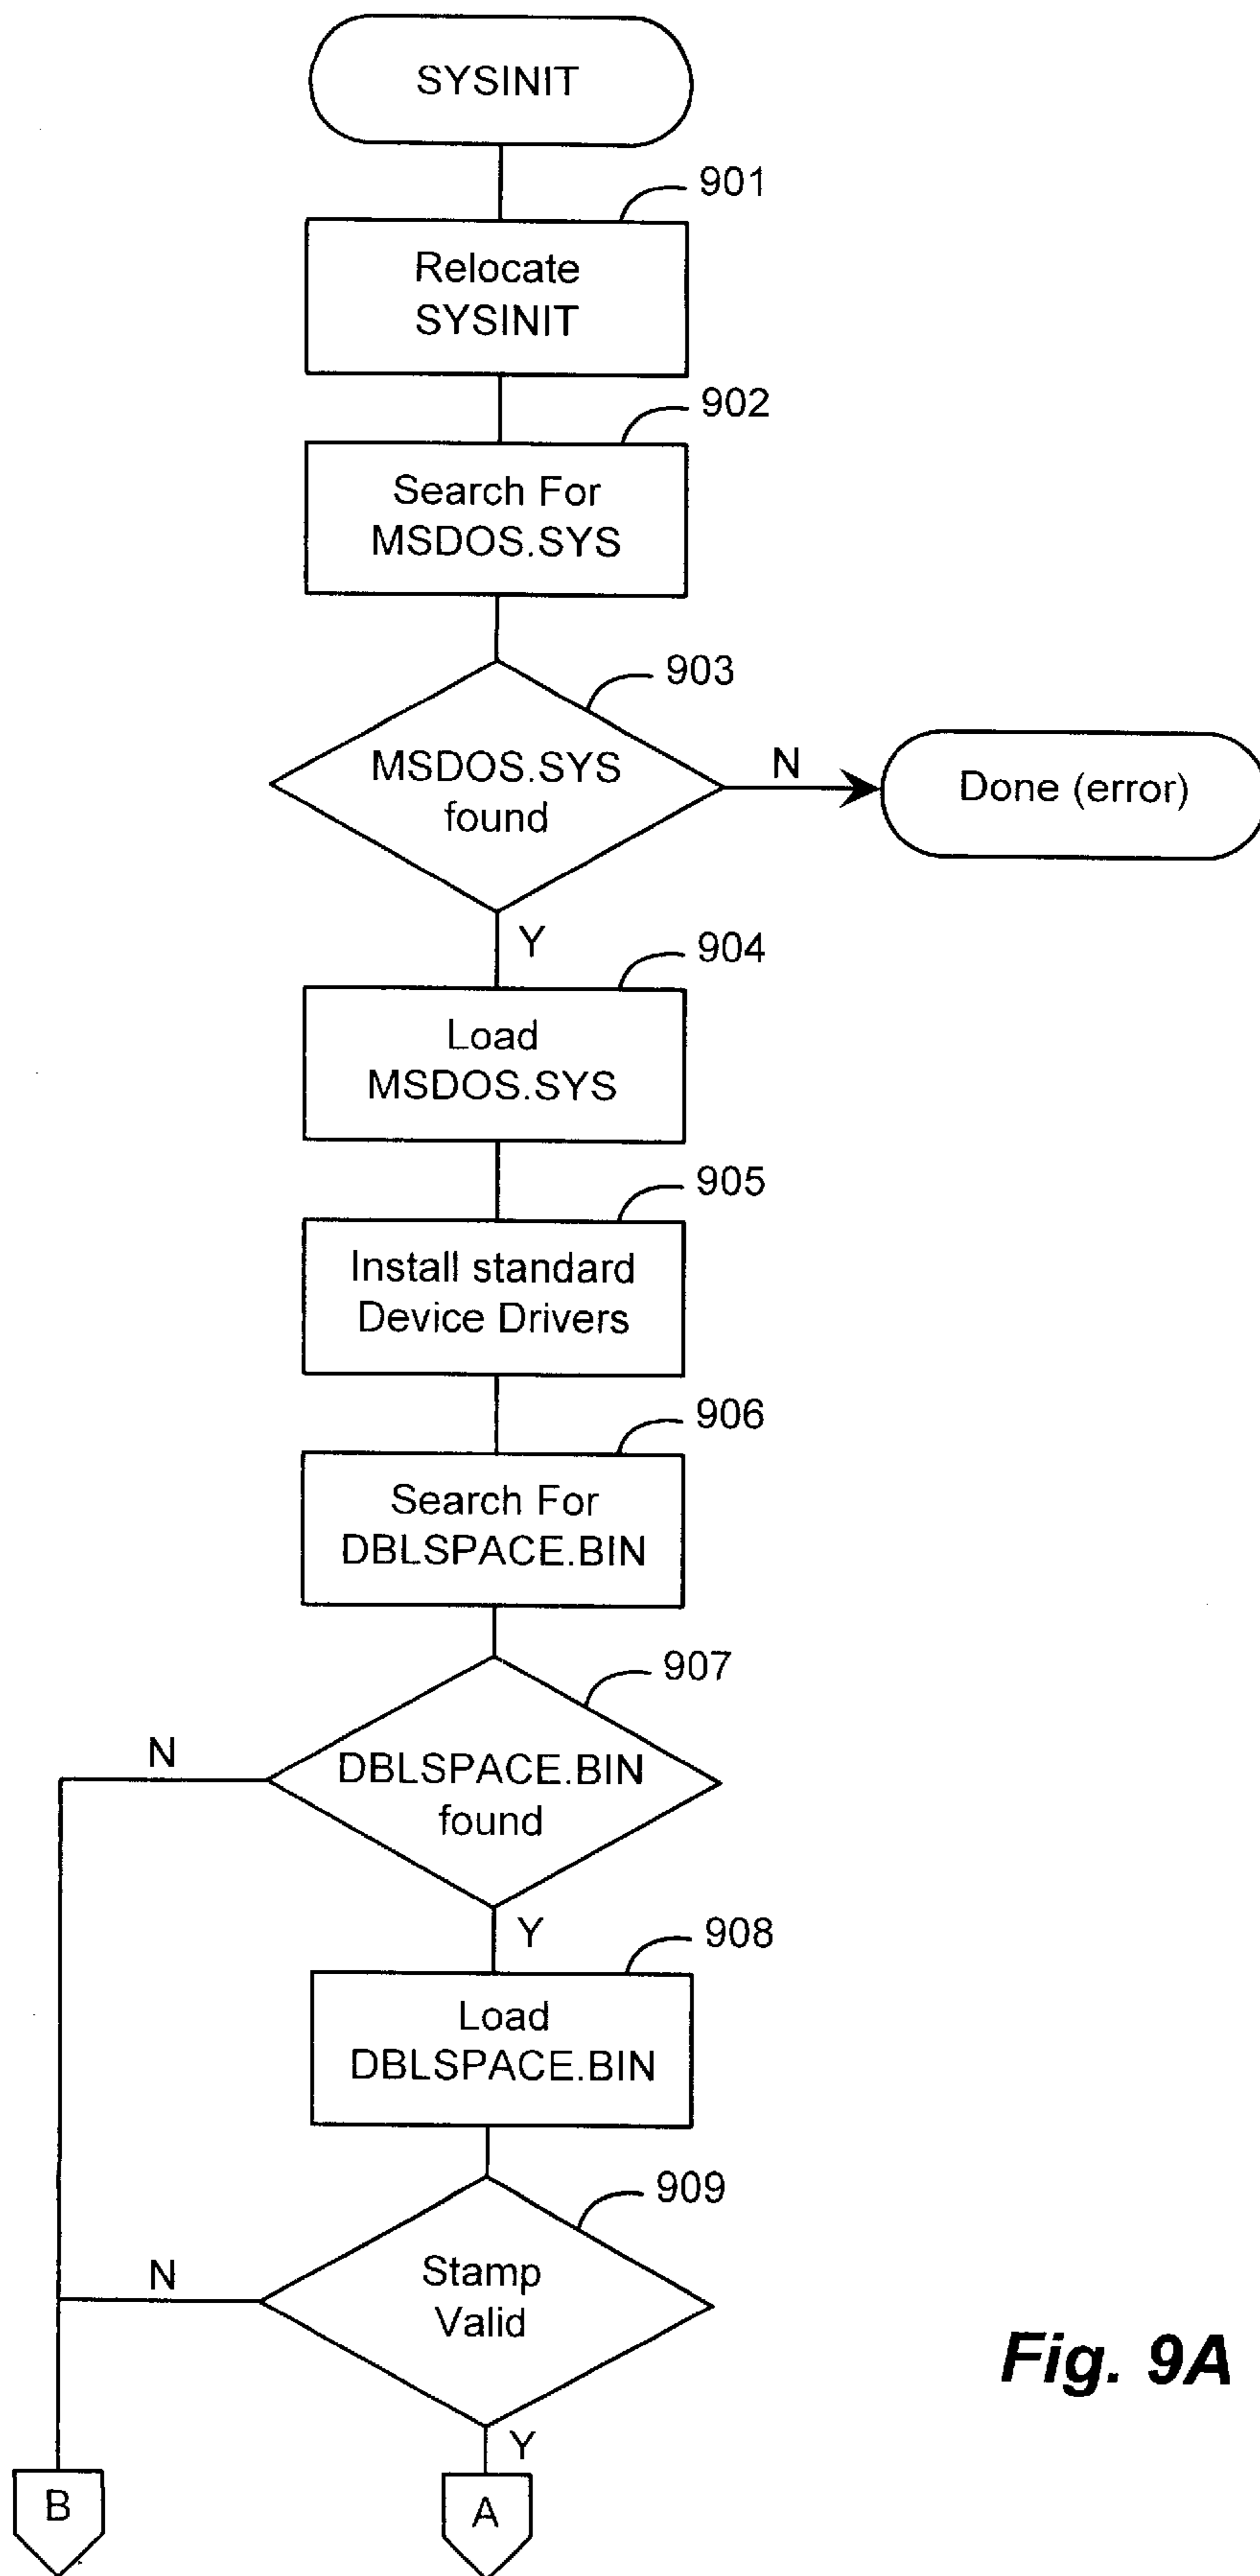 SYSINIT
901
Relocate
SYSINIT
902
Search For
MSDOS.SYS
903
MSDOS.SYS
found
N
Done (error)
Y
904
Load
MSDOS.SYS
905
Install standard
Device Drivers
906
Search For
DBLSPACE.BIN
907
N
DBLSPACE.BIN
found
Y
908
Load
DBLSPACE.BIN
909
N
Stamp
Valid
Fig. 9A
Y
B
A